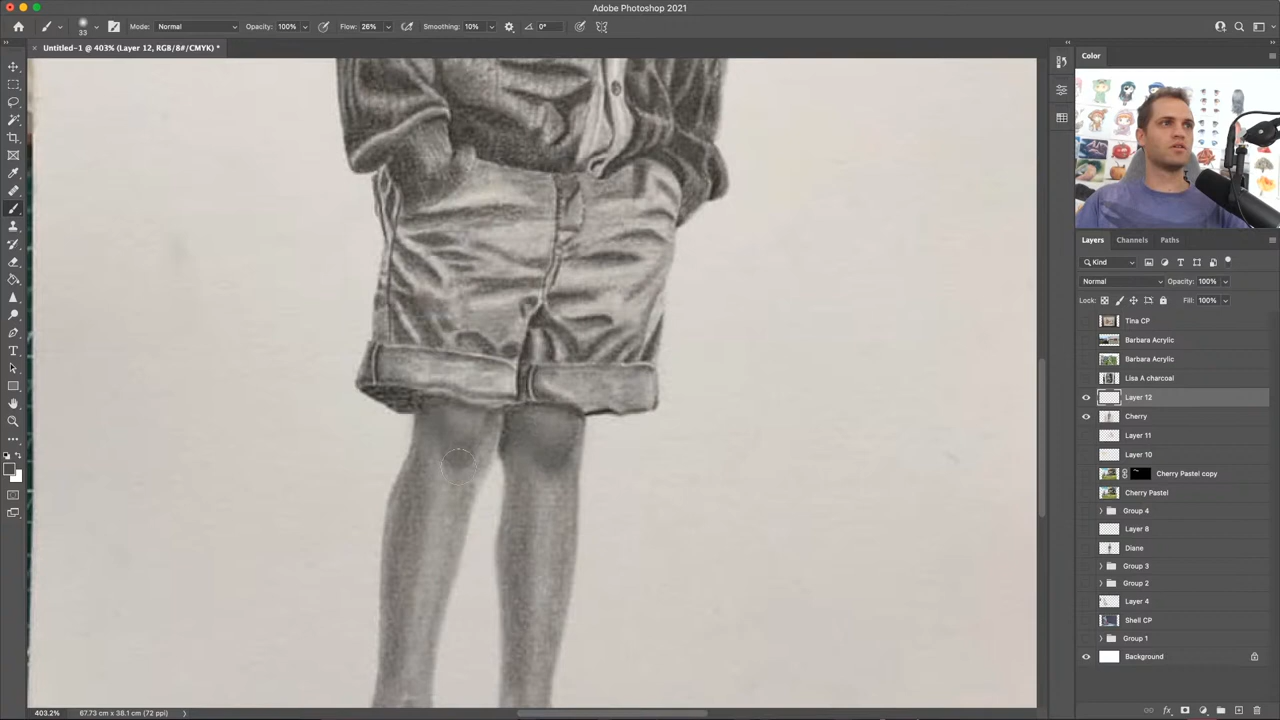 Adobe Photoshop 2021
33
Mode: Normal
Opacity: 100%
Flow: 26%
Smoothing: 10%
0°
Untitled-1 @ 403% (Layer 12, RGB/8#/CMYK) *
Color
Layers
Channels
Paths
Kind
Normal
Opacity: 100%
Lock:
Fill: 100%
Tina CP
Barbara Acrylic
Barbara Acrylic
Lisa A charcoal
Layer 12
Cherry
Layer 11
Layer 10
Cherry Pastel copy
Cherry Pastel
Group 4
Layer 8
Diane
Group 3
Group 2
Layer 4
Shell CP
Group 1
Background
403.2%
67.73 cm x 38.1 cm (72 ppi)